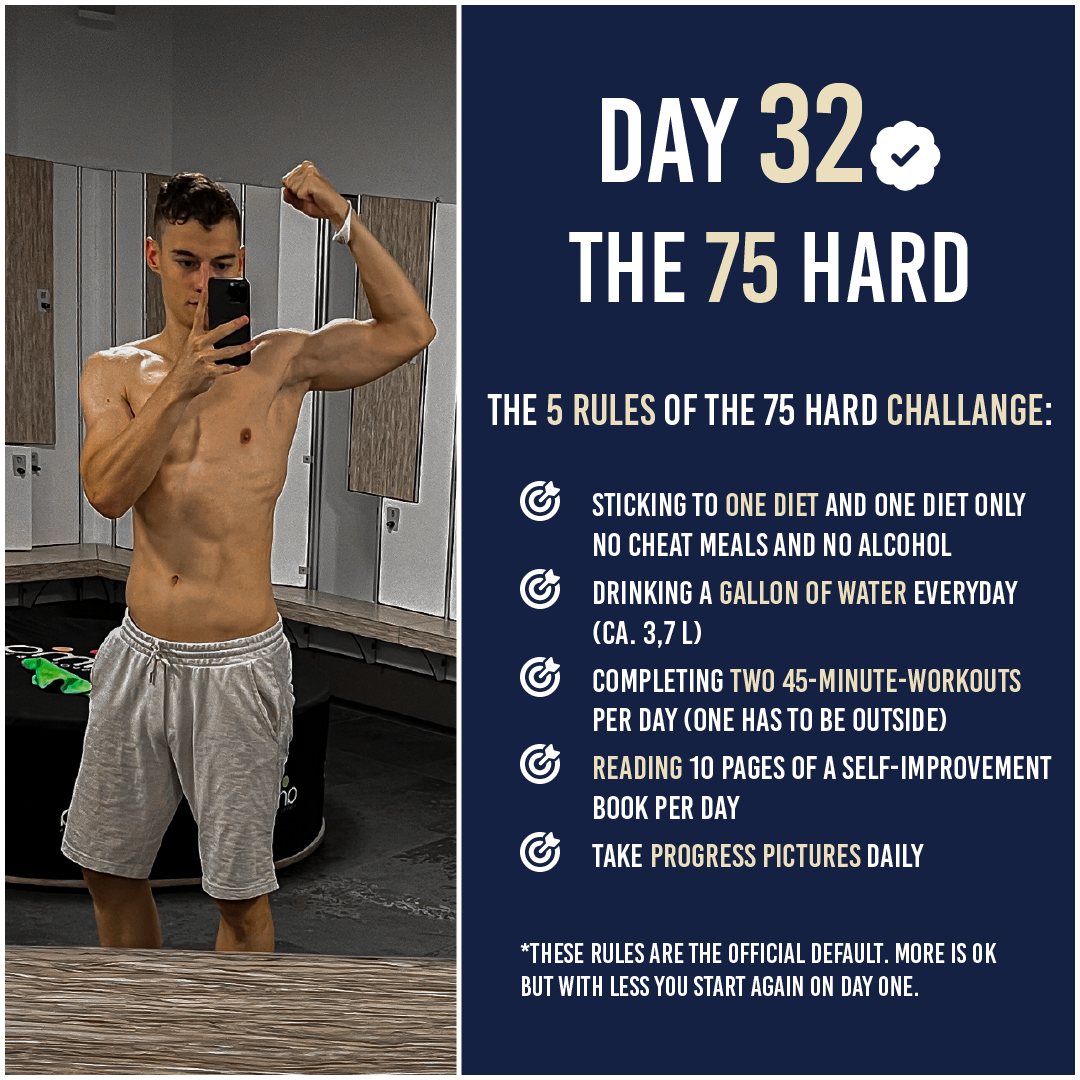 DAY 32
THE 75 HARD
THE 5 RULES OF THE 75 HARD CHALLANGE:
STICKING TO ONE DIET AND ONE DIET ONLY
NO CHEAT MEALS AND NO ALCOHOL
DRINKING A GALLON OF WATER EVERYDAY
(CA. 3,7 L)
COMPLETING TWO 45-MINUTE-WORKOUTS
PER DAY (ONE HAS TO BE OUTSIDE)
READING 10 PAGES OF A SELF-IMPROVEMENT
BOOK PER DAY
TAKE PROGRESS PICTURES DAILY
*THESE RULES ARE THE OFFICIAL DEFAULT. MORE IS OK
BUT WITH LESS YOU START AGAIN ON DAY ONE.